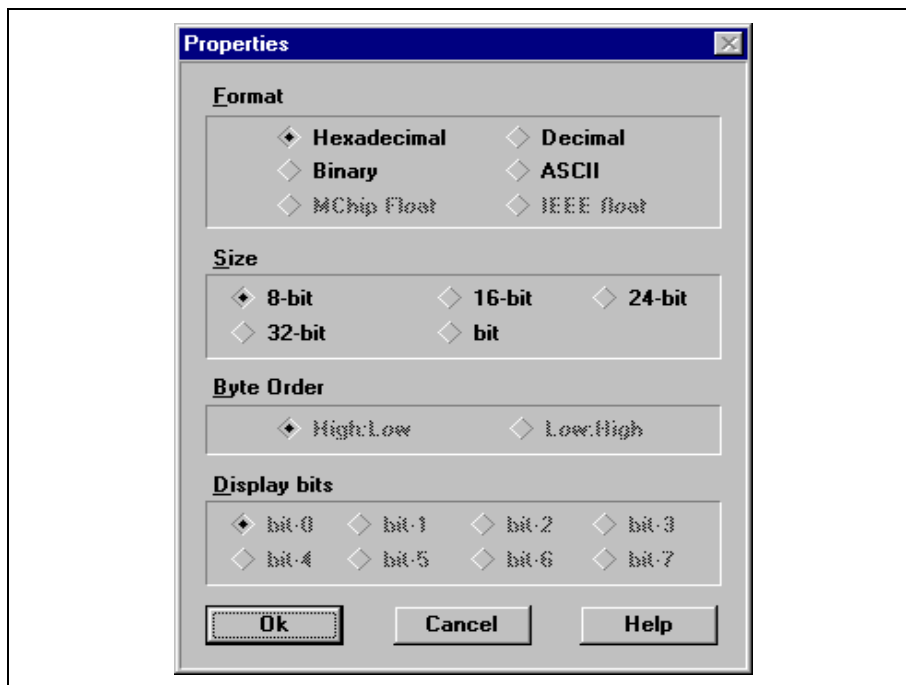 Properties
Format
Hexadecimal Decimal
Binary ASCII
MChip Float IEEE float
Size
8-bit 16-bit 24-bit
32-bit bit
Byte Order
High:Low Low:High
Display bits
bit-0 bit-1 bit-2 bit-3
bit-4 bit-5 bit-6 bit-7
Ok Cancel Help